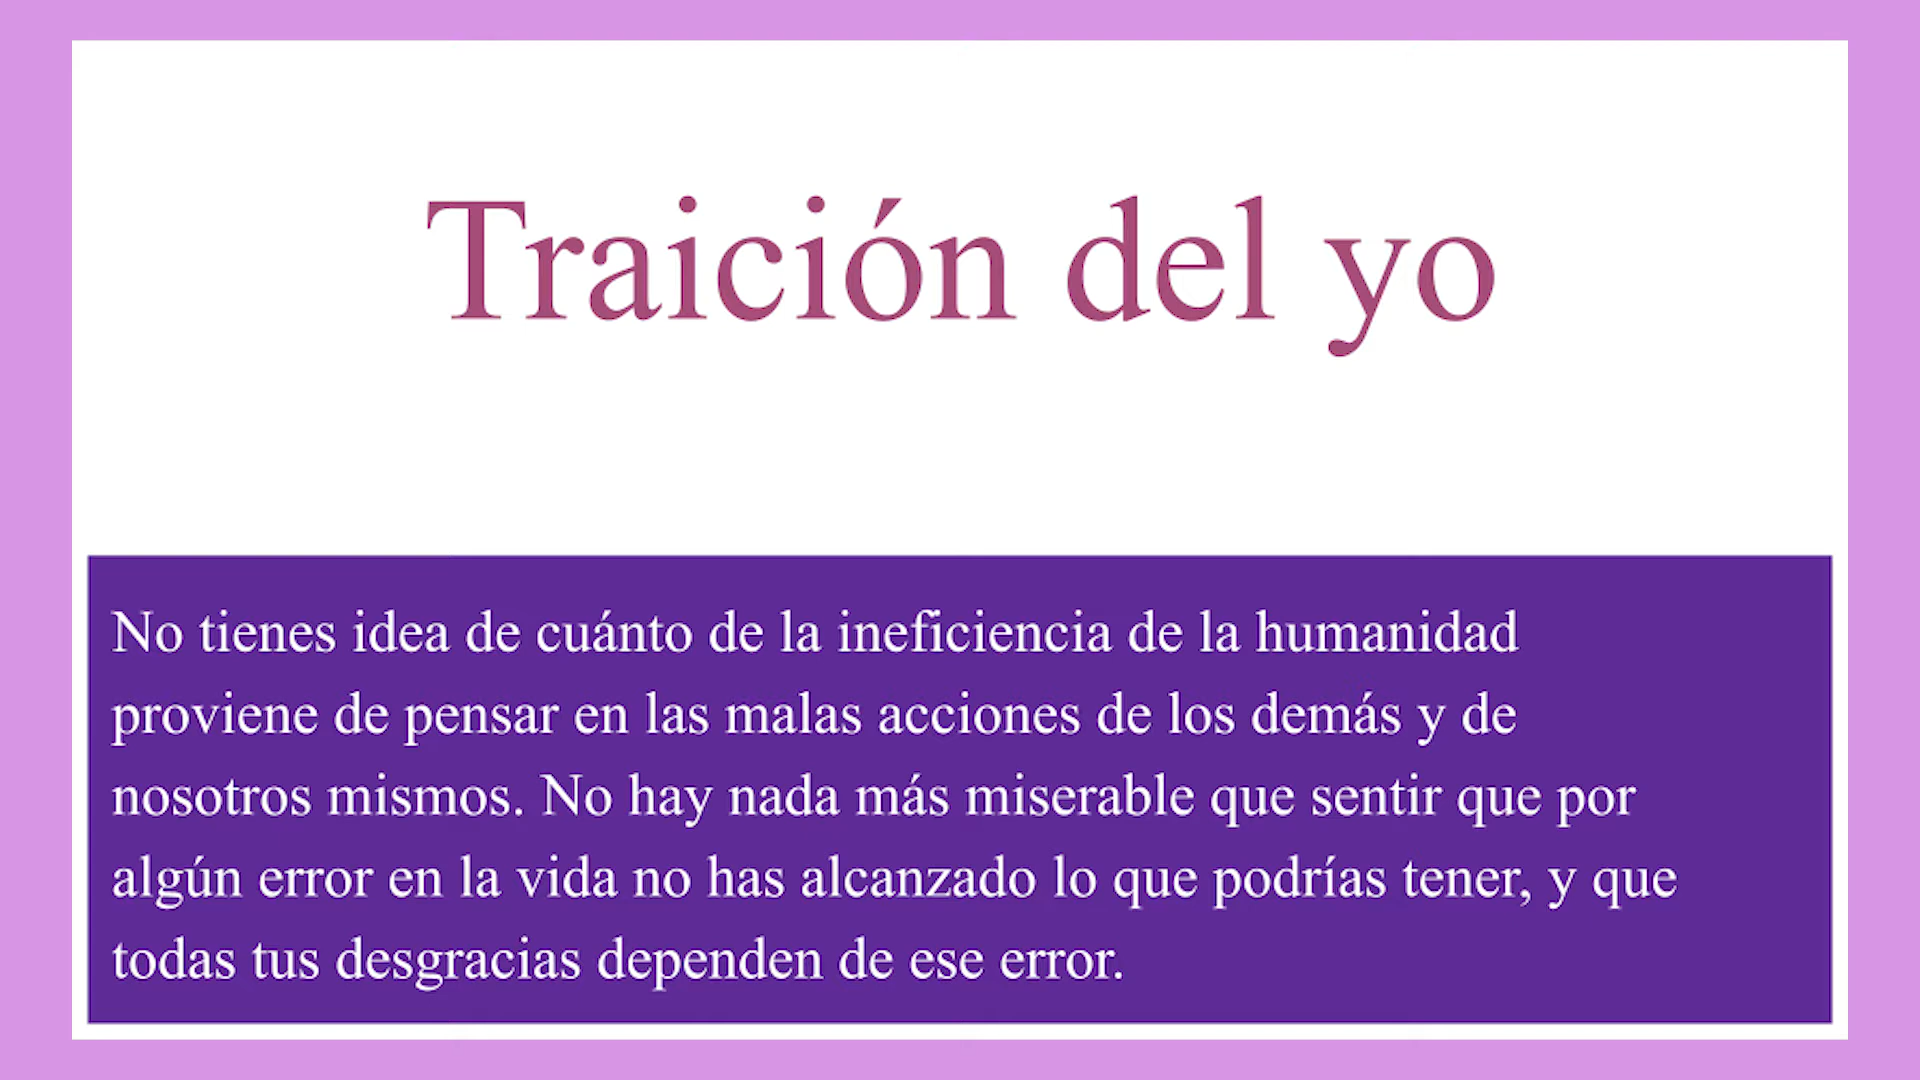 Traición del yo
No tienes idea de cuánto de la ineficiencia de la humanidad
proviene de pensar en las malas acciones de los demás y de
nosotros mismos. No hay nada más miserable que sentir que por
algún error en la vida no has alcanzado lo que podrías tener, y que
todas tus desgracias dependen de ese error.